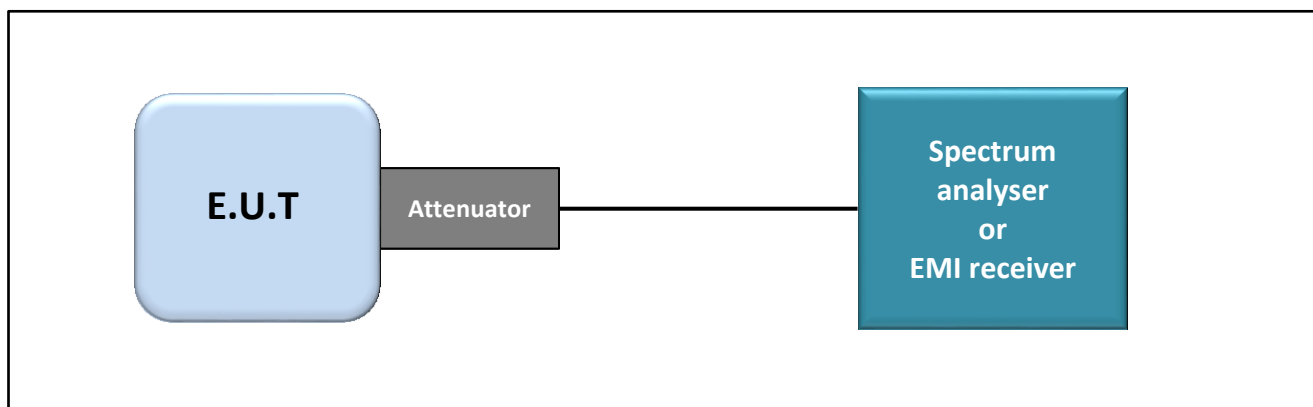 E.U.T
Attenuator
Spectrum
analyser
or
EMI receiver